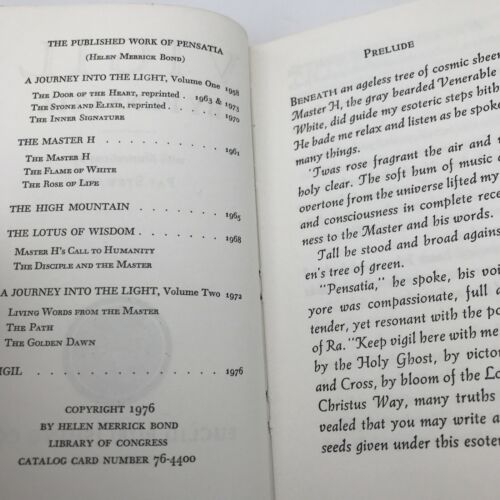 THE PUBLISHED WORK OF PENSATIA
(HELEN MERRICK BOND)
A JOURNEY INTO THE LIGHT, Volume One 1958
THE DOOR OF THE HEART, reprinted . . 1963 & 1975
THE STONE AND ELIXIR, reprinted . . . . . 1970
THE INNER SIGNATURE
THE MASTER H . . . . . . . . . . 1961
THE MASTER H
THE FLAME OF WHITE
THE ROSE OF LIFE
THE HIGH MOUNTAIN . . . . . . . . 1965
THE LOTUS OF WISDOM . . . . . . . 1968
MASTER H'S CALL TO HUMANITY
THE DISCIPLE AND THE MASTER
A JOURNEY INTO THE LIGHT, Volume Two 1972
LIVING WORDS FROM THE MASTER
THE PATH
THE GOLDEN DAWN
IGIL . . . . . . . . . . . . . 1976
COPYRIGHT 1976
BY HELEN MERRICK BOND
LIBRARY OF CONGRESS
CATALOG CARD NUMBER 76-4400
PRELUDE
BENEATH an ageless tree of cosmic sheen
Master H, the gray bearded Venerable
White, did guide my esoteric steps hith
He bade me relax and listen as he spoke
many things.
'Twas rose fragrant the air and
holy clear. The soft hum of music
overtone from the universe lifted my
and consciousness in complete rece
ness to the Master and his words.
Tall he stood and broad against
en's tree of green.
"Pensatia," he spoke, his voi
yore was compassionate, full
tender, yet resonant with the po
of Ra. "Keep vigil here with me
by the Holy Ghost, by victor
and Cross, by bloom of the Lo
Christus Way, many truths
vealed that you may write a
seeds given under this esote